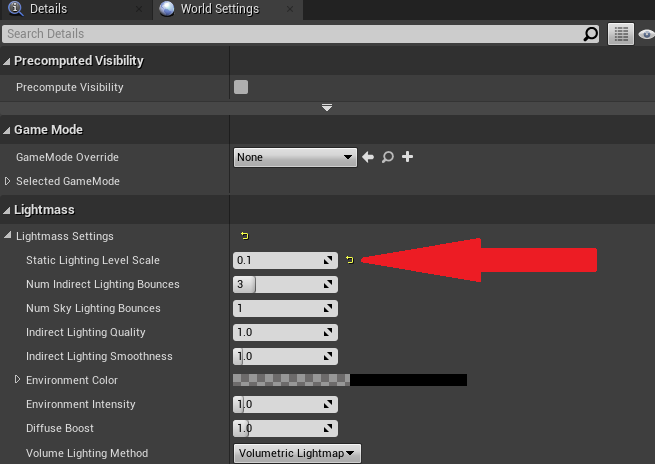 Details World Settings
Search Details
Precomputed Visibility
Precompute Visibility
Game Mode
GameMode Override None
Selected GameMode
Lightmass
Lightmass Settings
Static Lighting Level Scale 0.1
Num Indirect Lighting Bounces 3
Num Sky Lighting Bounces 1
Indirect Lighting Quality 1.0
Indirect Lighting Smoothness 1.0
Environment Color
Environment Intensity 1.0
Diffuse Boost 1.0
Volume Lighting Method Volumetric Lightmap